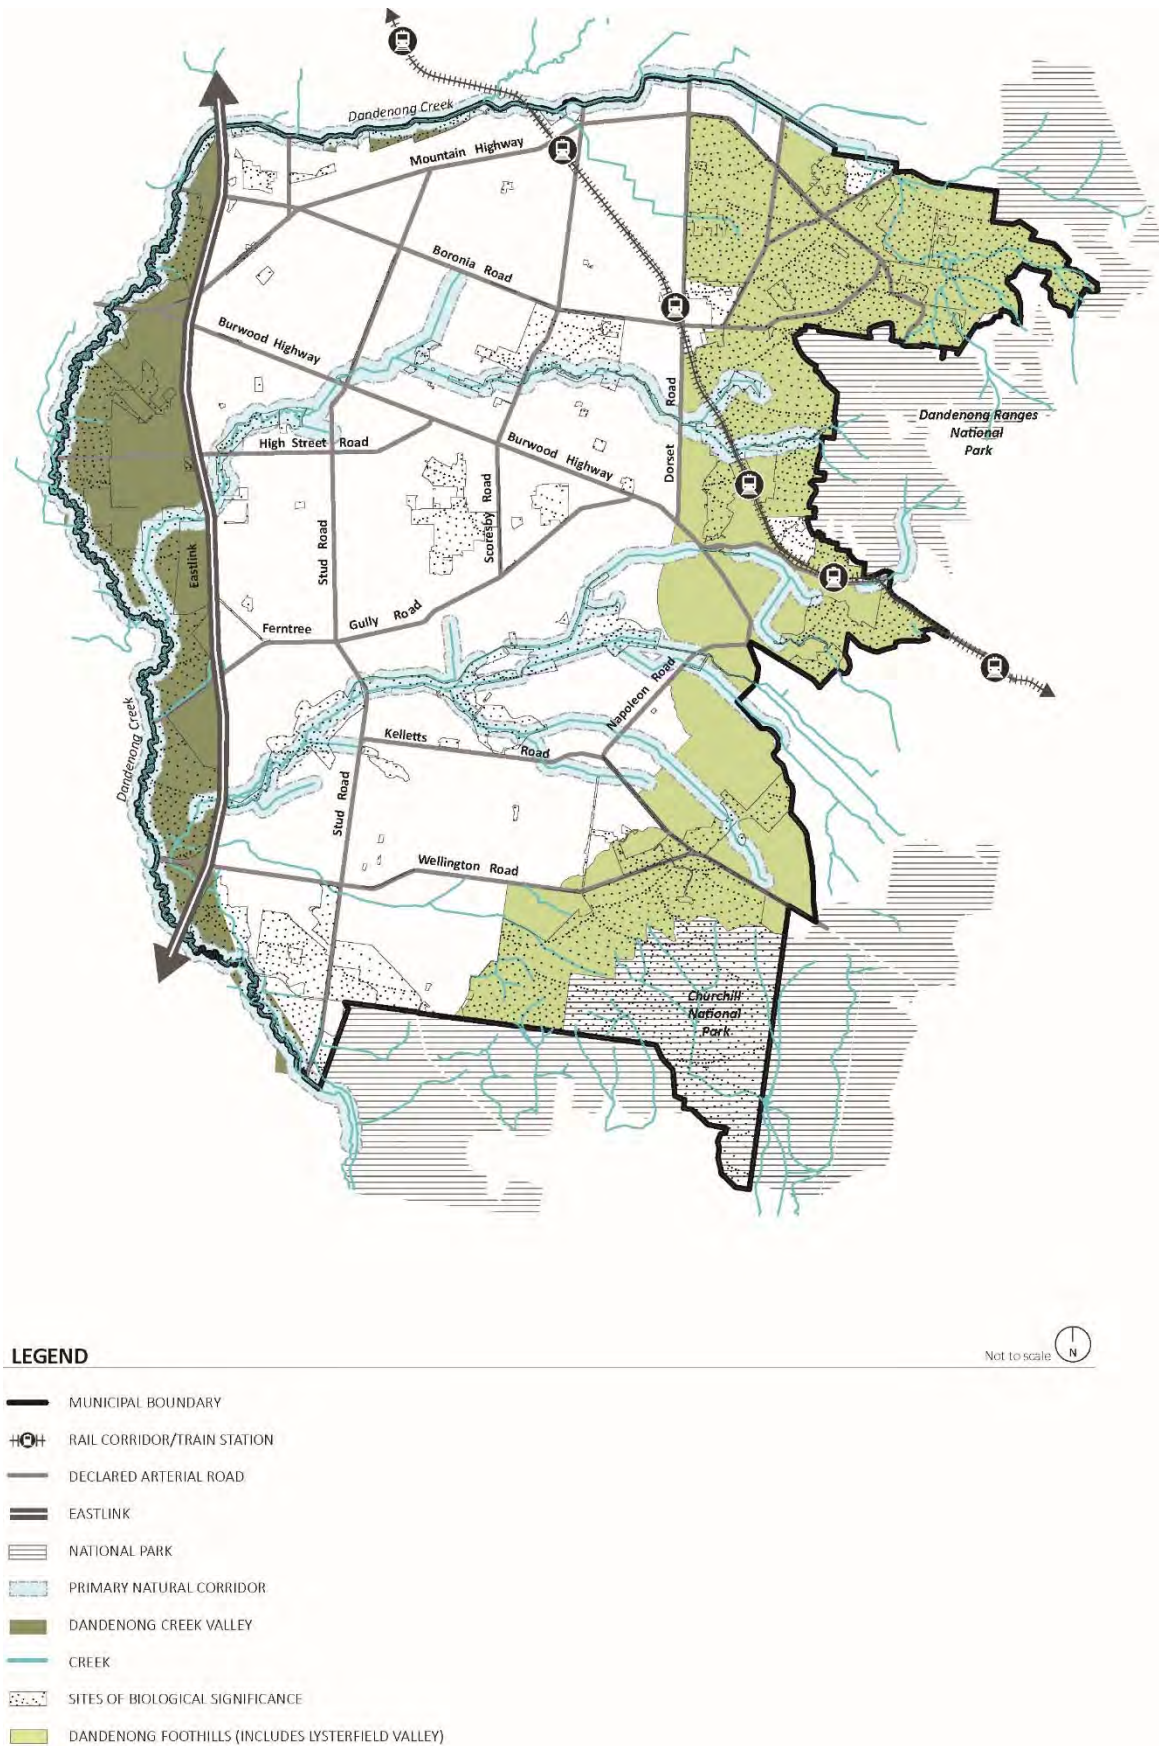 Dandenong Creek
Mountain Highway
Boronia Road
Burwood Highway
Dandenong Ranges
National
Park
High Street Road
Burwood Highway
Dorset Road
Scoresby Road
Stud Road
Eastlink
Ferntree Gully Road
Napoleon Road
Dandenong Creek
Kelletts Road
Stud Road
Wellington Road
Churchill
National
Park
LEGEND
Not to scale
N
MUNICIPAL BOUNDARY
RAIL CORRIDOR/TRAIN STATION
DECLARED ARTERIAL ROAD
EASTLINK
NATIONAL PARK
PRIMARY NATURAL CORRIDOR
DANDENONG CREEK VALLEY
CREEK
SITES OF BIOLOGICAL SIGNIFICANCE
DANDENONG FOOTHILLS (INCLUDES LYSTERFIELD VALLEY)